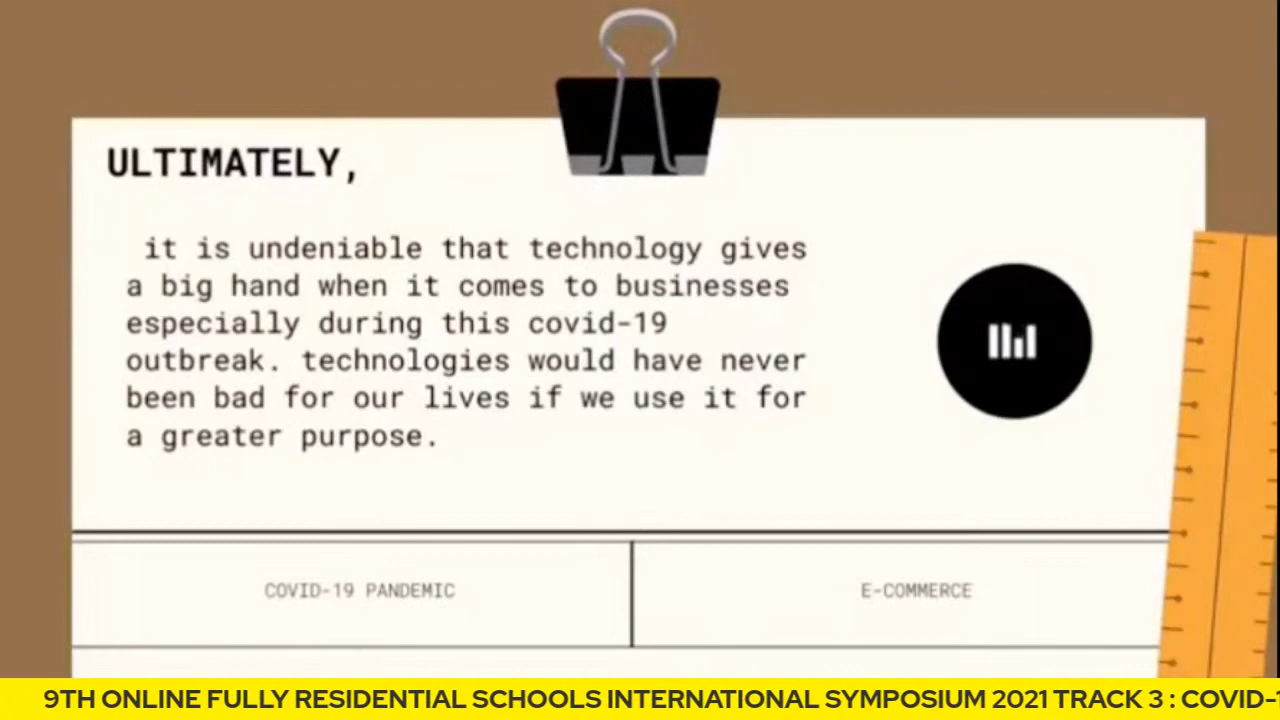 ULTIMATELY,
it is undeniable that technology gives
a big hand when it comes to businesses
especially during this covid-19
outbreak. technologies would have never
been bad for our lives if we use it for
a greater purpose.
COVID-19 PANDEMIC
E-COMMERCE
9TH ONLINE FULLY RESIDENTIAL SCHOOLS INTERNATIONAL SYMPOSIUM 2021 TRACK 3 : COVID-